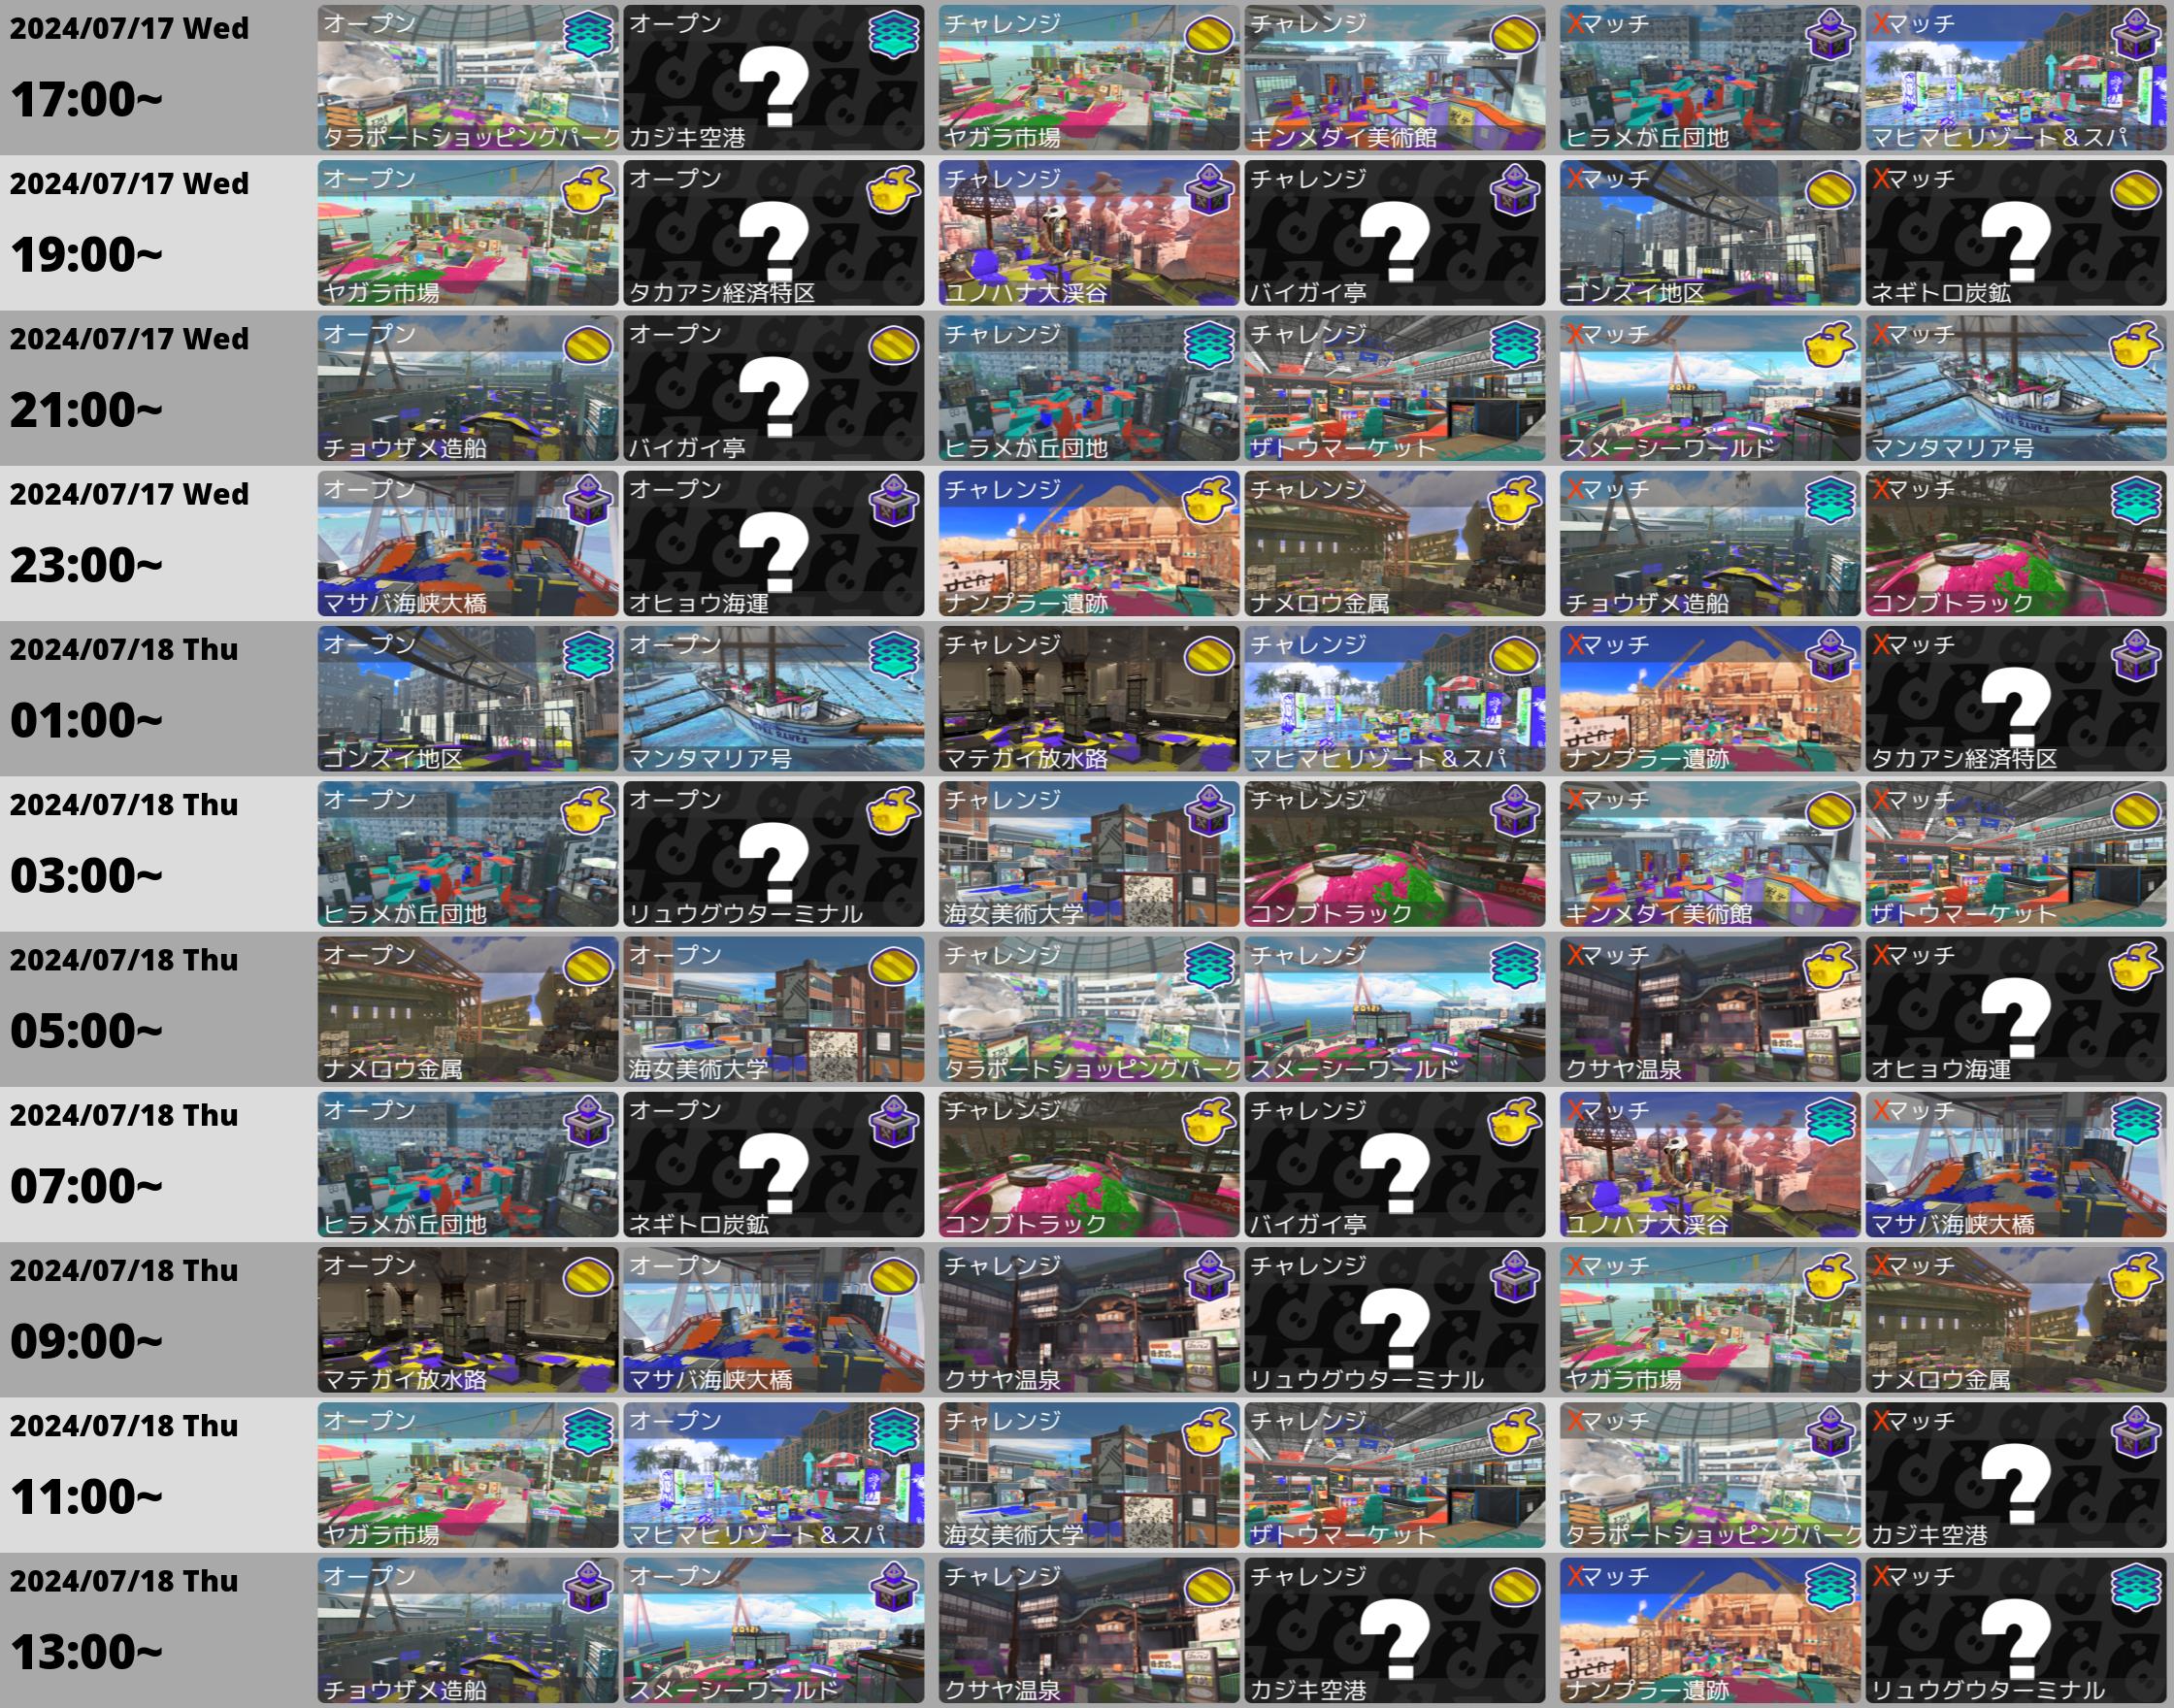 2024/07/17 Wed
17:00~
オープン
タラポートショッピングパーク
オープン
カジキ空港
チャレンジ
ヤガラ市場
チャレンジ
キンメダイ美術館
Xマッチ
ヒラメが丘団地
Xマッチ
マヒマヒリゾート＆スパ
2024/07/17 Wed
19:00~
オープン
ヤガラ市場
オープン
タカアシ経済特区
チャレンジ
ユノハナ大渓谷
チャレンジ
バイガイ亭
Xマッチ
ゴンズイ地区
Xマッチ
ネギトロ炭鉱
2024/07/17 Wed
21:00~
オープン
チョウザメ造船
オープン
バイガイ亭
チャレンジ
ヒラメが丘団地
チャレンジ
ザトウマーケット
Xマッチ
スメーシーワールド
Xマッチ
マンタマリア号
2024/07/17 Wed
23:00~
オープン
マサバ海峡大橋
オープン
オヒョウ海運
チャレンジ
ナンプラー遺跡
チャレンジ
ナメロウ金属
Xマッチ
チョウザメ造船
Xマッチ
コンブトラック
2024/07/18 Thu
01:00~
オープン
ゴンズイ地区
オープン
マンタマリア号
チャレンジ
マテガイ放水路
チャレンジ
マヒマヒリゾート＆スパ
Xマッチ
ナンプラー遺跡
Xマッチ
タカアシ経済特区
2024/07/18 Thu
03:00~
オープン
ヒラメが丘団地
オープン
リュウグウターミナル
チャレンジ
海女美術大学
チャレンジ
コンブトラック
Xマッチ
キンメダイ美術館
Xマッチ
ザトウマーケット
2024/07/18 Thu
05:00~
オープン
ナメロウ金属
オープン
海女美術大学
チャレンジ
タラポートショッピングパーク
チャレンジ
スメーシーワールド
Xマッチ
クサヤ温泉
Xマッチ
オヒョウ海運
2024/07/18 Thu
07:00~
オープン
ヒラメが丘団地
オープン
ネギトロ炭鉱
チャレンジ
コンブトラック
チャレンジ
バイガイ亭
Xマッチ
ユノハナ大渓谷
Xマッチ
マサバ海峡大橋
2024/07/18 Thu
09:00~
オープン
マテガイ放水路
オープン
マサバ海峡大橋
チャレンジ
クサヤ温泉
チャレンジ
リュウグウターミナル
Xマッチ
ヤガラ市場
Xマッチ
ナメロウ金属
2024/07/18 Thu
11:00~
オープン
ヤガラ市場
オープン
マヒマヒリゾート＆スパ
チャレンジ
海女美術大学
チャレンジ
ザトウマーケット
Xマッチ
タラポートショッピングパーク
Xマッチ
カジキ空港
2024/07/18 Thu
13:00~
オープン
チョウザメ造船
オープン
スメーシーワールド
チャレンジ
クサヤ温泉
チャレンジ
カジキ空港
Xマッチ
ナンプラー遺跡
Xマッチ
リュウグウターミナル